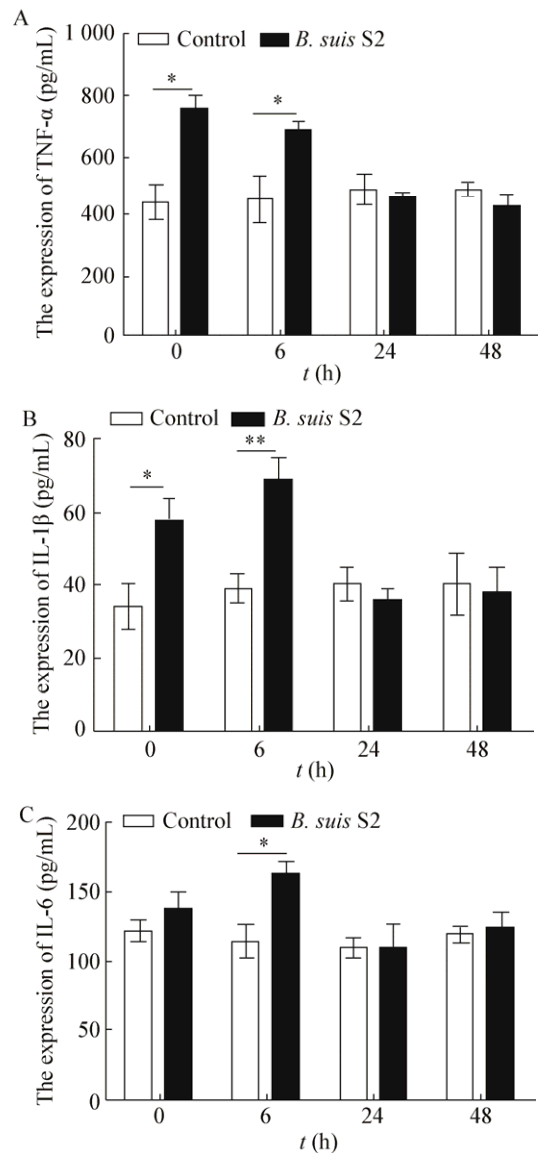 A
1 000
Control
B. suis S2
*
*
800
600
400
200
0
The expression of TNF-α (pg/mL)
0
6
24
48
t (h)
B
Control
B. suis S2
80
**
*
60
40
20
0
The expression of IL-1β (pg/mL)
0
6
24
48
t (h)
C
Control
B. suis S2
200
*
150
100
50
0
The expression of IL-6 (pg/mL)
0
6
24
48
t (h)